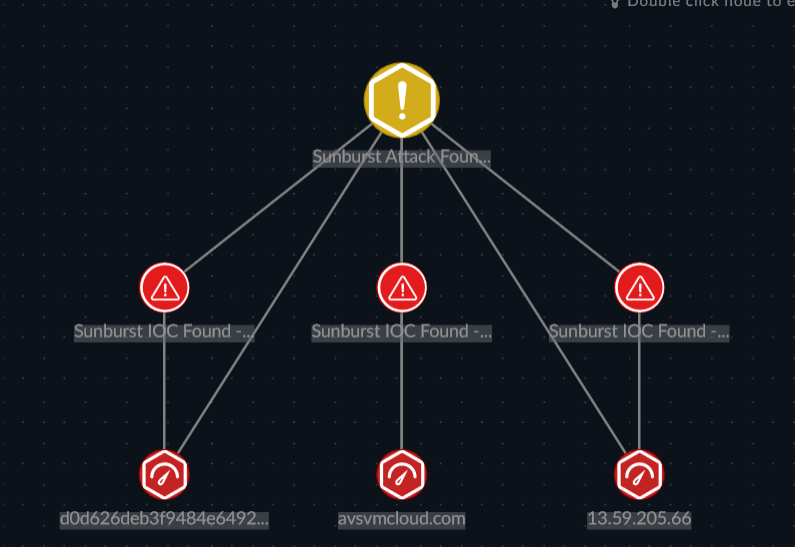 Double click node to e
Sunburst Attack Foun...
Sunburst IOC Found -...
Sunburst IOC Found -...
Sunburst IOC Found -...
d0d626deb3f9484e6492...
avsvmcloud.com
13.59.205.66